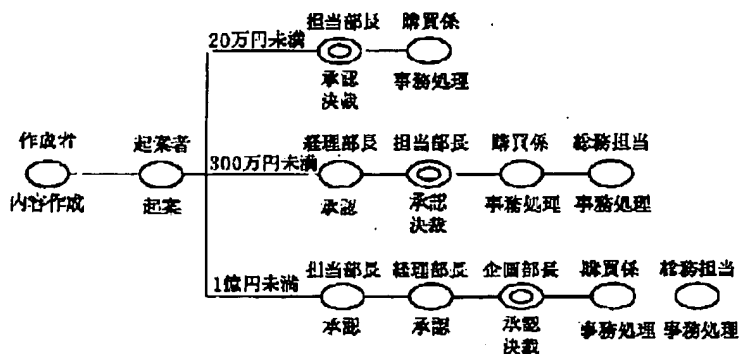 担当部長 購買係
20万円未満
承認 事務処理
決裁
作成者 起案者 経理部長 担当部長 購買係 総務担当
300万円未満
内容作成 起案 承認 承認 事務処理 事務処理
決裁
担当部長 経理部長 企画部長 購買係 総務担当
1億円未満
承認 承認 承認 事務処理 事務処理
決裁